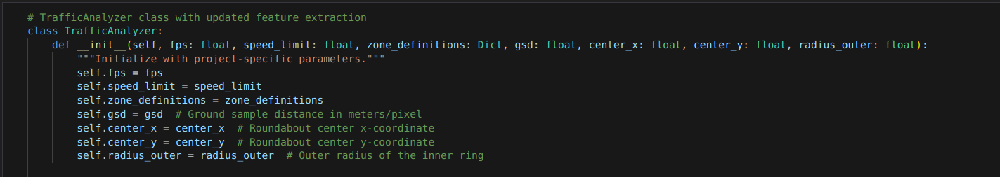 # TrafficAnalyzer class with updated feature extraction
class TrafficAnalyzer:
    def __init__(self, fps: float, speed_limit: float, zone_definitions: Dict, gsd: float, center_x: float, center_y: float, radius_outer: float):
        """Initialize with project-specific parameters."""
        self.fps = fps
        self.speed_limit = speed_limit
        self.zone_definitions = zone_definitions
        self.gsd = gsd  # Ground sample distance in meters/pixel
        self.center_x = center_x  # Roundabout center x-coordinate
        self.center_y = center_y  # Roundabout center y-coordinate
        self.radius_outer = radius_outer  # Outer radius of the inner ring